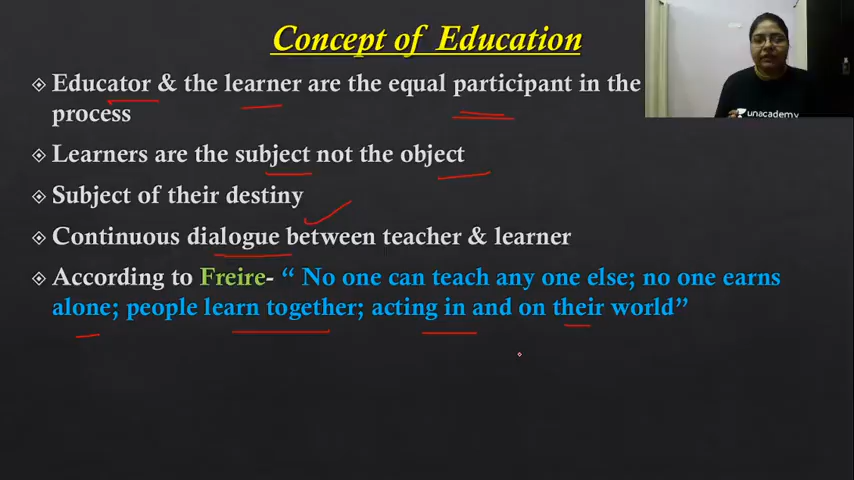 Concept of Education
Educator & the learner are the equal participant in the
process
unacademy
Learners are the subject not the object
Subject of their destiny
Continuous dialogue between teacher & learner
According to Freire- “ No one can teach any one else; no one earns
alone; people learn together; acting in and on their world”